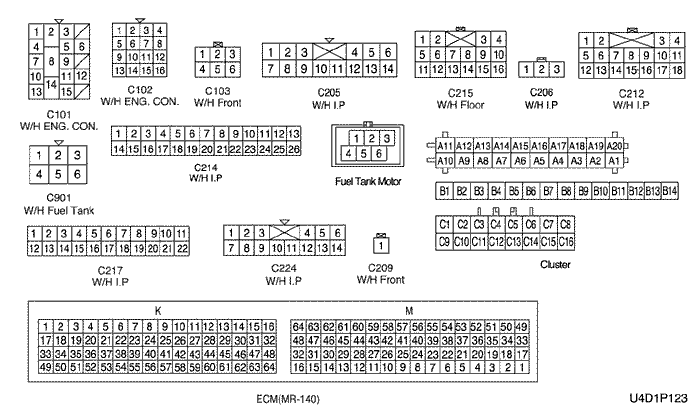 1 2 3
4
7 8 9
10 11 12
13 14 15
C101
W/H ENG. CON.
1 2 3 4
5 6 7 8
9 10 11 12
13 14 15 16
C102
W/H ENG. CON.
1 2 3
4 5 6
C103
W/H Front
1 2 3 4 5 6
7 8 9 10 11 12 13 14
C205
W/H I.P
1 2 3 4
5 6 7 8 9 10
11 12 13 14 15 16
C215
W/H Floor
1 2 3
C206
W/H I.P
1 2 3 4
12 13 14 15 16 17 18
C212
W/H I.P
1 2 3
4 5 6
C901
W/H Fuel Tank
1 2 3 4 5 6 7 8 9 10 11 12 13
14 15 16 17 18 19 20 21 22 23 24 25 26
C214
W/H I.P
1 2 3
4 5 6
Fuel Tank Motor
A11 A12 A13 A14 A15 A16 A17 A18 A19 A20
A10 A9 A8 A7 A6 A5 A4 A3 A2 A1
B1 B2 B3 B4 B5 B6 B7 B8 B9 B10 B11 B12 B13 B14
C1 C2 C3 C4 C5 C6 C7 C8
C9 C10 C11 C12 C13 C14 C15 C16
Cluster
1 2 3 4 5 6 7 8 9 10 11
12 13 14 15 16 17 18 19 20 21 22
C217
W/H I.P
1 2 3 4 5 6
7 8 9 10 11 12 13 14
C224
W/H I.P
1
C209
W/H Front
K
1 2 3 4 5 6 7 8 9 10 11 12 13 14 15 16
17 18 19 20 21 22 23 24 25 26 27 28 29 30 31 32
33 34 35 36 37 38 39 40 41 42 43 44 45 46 47 48
49 50 51 52 53 54 55 56 57 58 59 60 61 62 63 64
M
64 63 62 61 60 59 58 57 56 55 54 53 52 51 50 49
48 47 46 45 44 43 42 41 40 39 38 37 36 35 34 33
32 31 30 29 28 27 26 25 24 23 22 21 20 19 18 17
16 15 14 13 12 11 10 9 8 7 6 5 4 3 2 1
ECM(MR-140)
U4D1P123